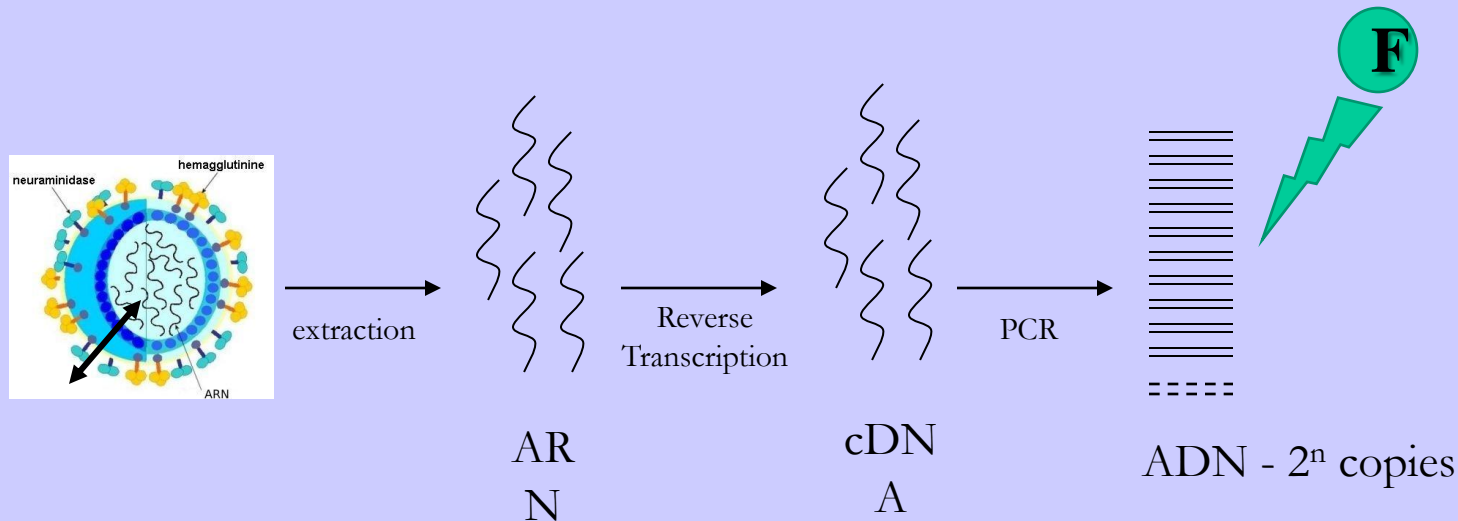 F
hemagglutinine
neuraminidase
ARN
extraction
Reverse
Transcription
PCR
AR
N
cDN
A
ADN - 2ⁿ copies